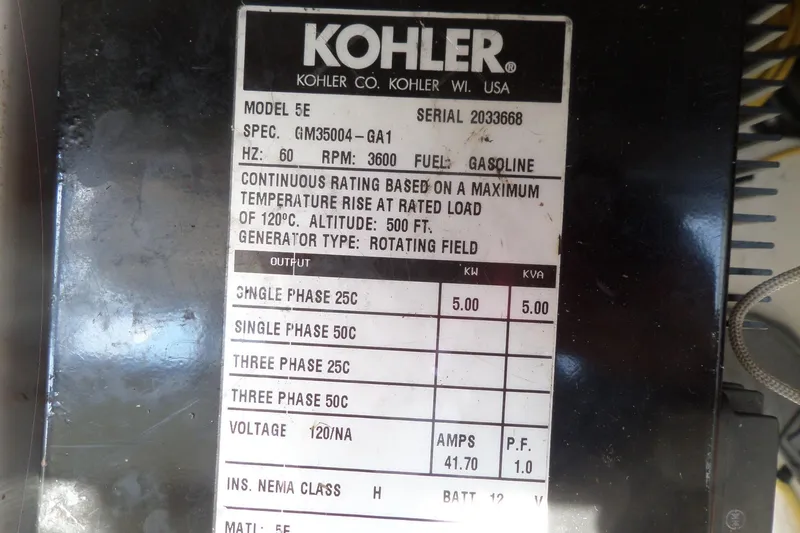 KOHLER®
KOHLER CO. KOHLER WI. USA
MODEL 5E SERIAL 2033668
SPEC. GM35004-GA1
HZ: 60 RPM: 3600 FUEL: GASOLINE
CONTINUOUS RATING BASED ON A MAXIMUM
TEMPERATURE RISE AT RATED LOAD
OF 120ºC. ALTITUDE: 500 FT.
GENERATOR TYPE: ROTATING FIELD
OUTPUT KW KVA
SINGLE PHASE 25C 5.00 5.00
SINGLE PHASE 50C
THREE PHASE 25C
THREE PHASE 50C
VOLTAGE 120/NA AMPS P.F.
41.70 1.0
INS. NEMA CLASS H BATT 12 V
MATL: 5E